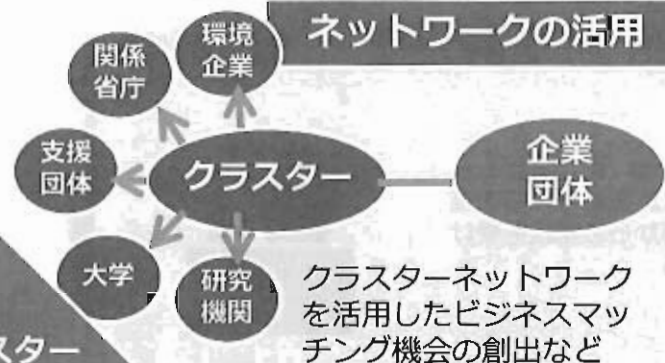 ネットワークの活用
環境
企業
関係
省庁
支援
団体
クラスター
企業
団体
大学
研究
機関
クラスターネットワーク
を活用したビジネスマッ
チング機会の創出など
スター